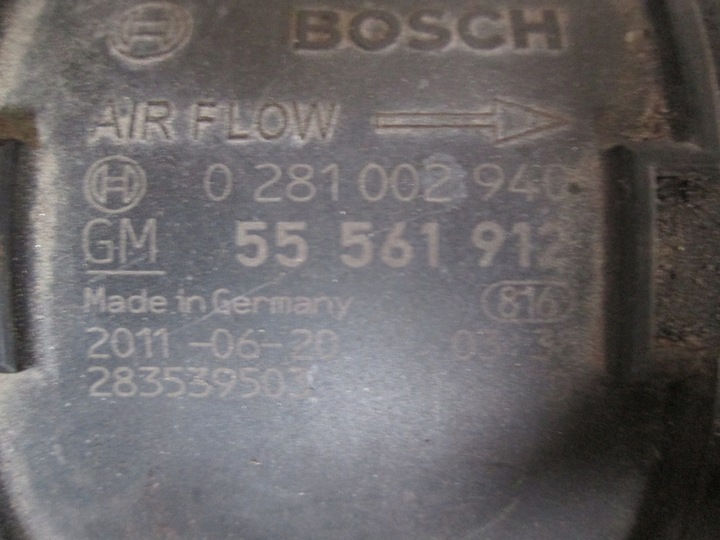 BOSCH
AIR FLOW
0 281 002 940
GM 55 561 912
Made in Germany 816
2011-06-20
283539503